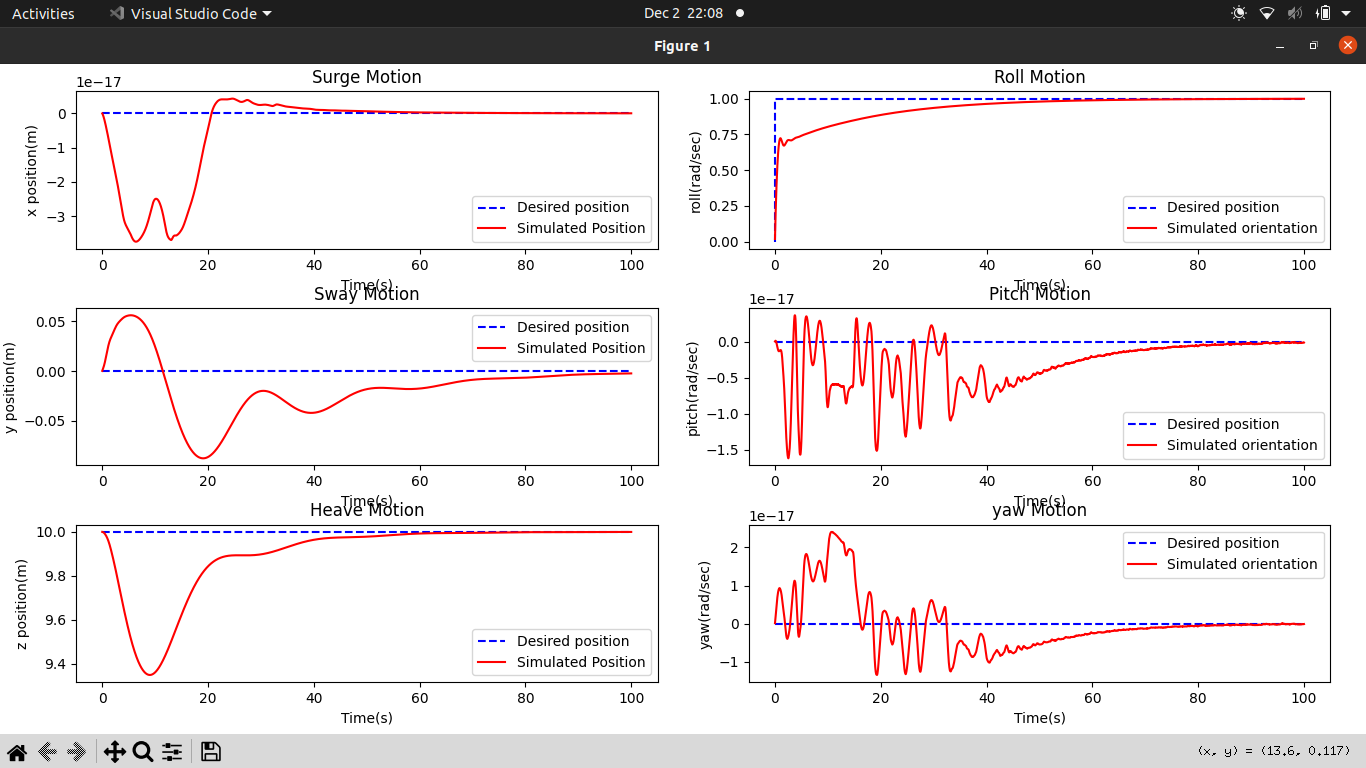 Activities Visual Studio Code Dec 2 22:08
Figure 1
Surge Motion
1e−17
0
−1
−2
−3
x position(m)
Desired position
Simulated Position
0 20 40 60 80 100
Time(s)
Roll Motion
1.00
0.75
0.50
0.25
0.00
roll(rad/sec)
Desired position
Simulated orientation
0 20 40 60 80 100
Time(s)
Sway Motion
0.05
0.00
−0.05
y position(m)
Desired position
Simulated Position
0 20 40 60 80 100
Time(s)
Pitch Motion
1e−17
0.0
−0.5
−1.0
−1.5
pitch(rad/sec)
Desired position
Simulated orientation
0 20 40 60 80 100
Time(s)
Heave Motion
10.0
9.8
9.6
9.4
z position(m)
Desired position
Simulated Position
0 20 40 60 80 100
Time(s)
yaw Motion
1e−17
2
1
0
−1
yaw(rad/sec)
Desired position
Simulated orientation
0 20 40 60 80 100
Time(s)
(x, y) = (13.6, 0.117)